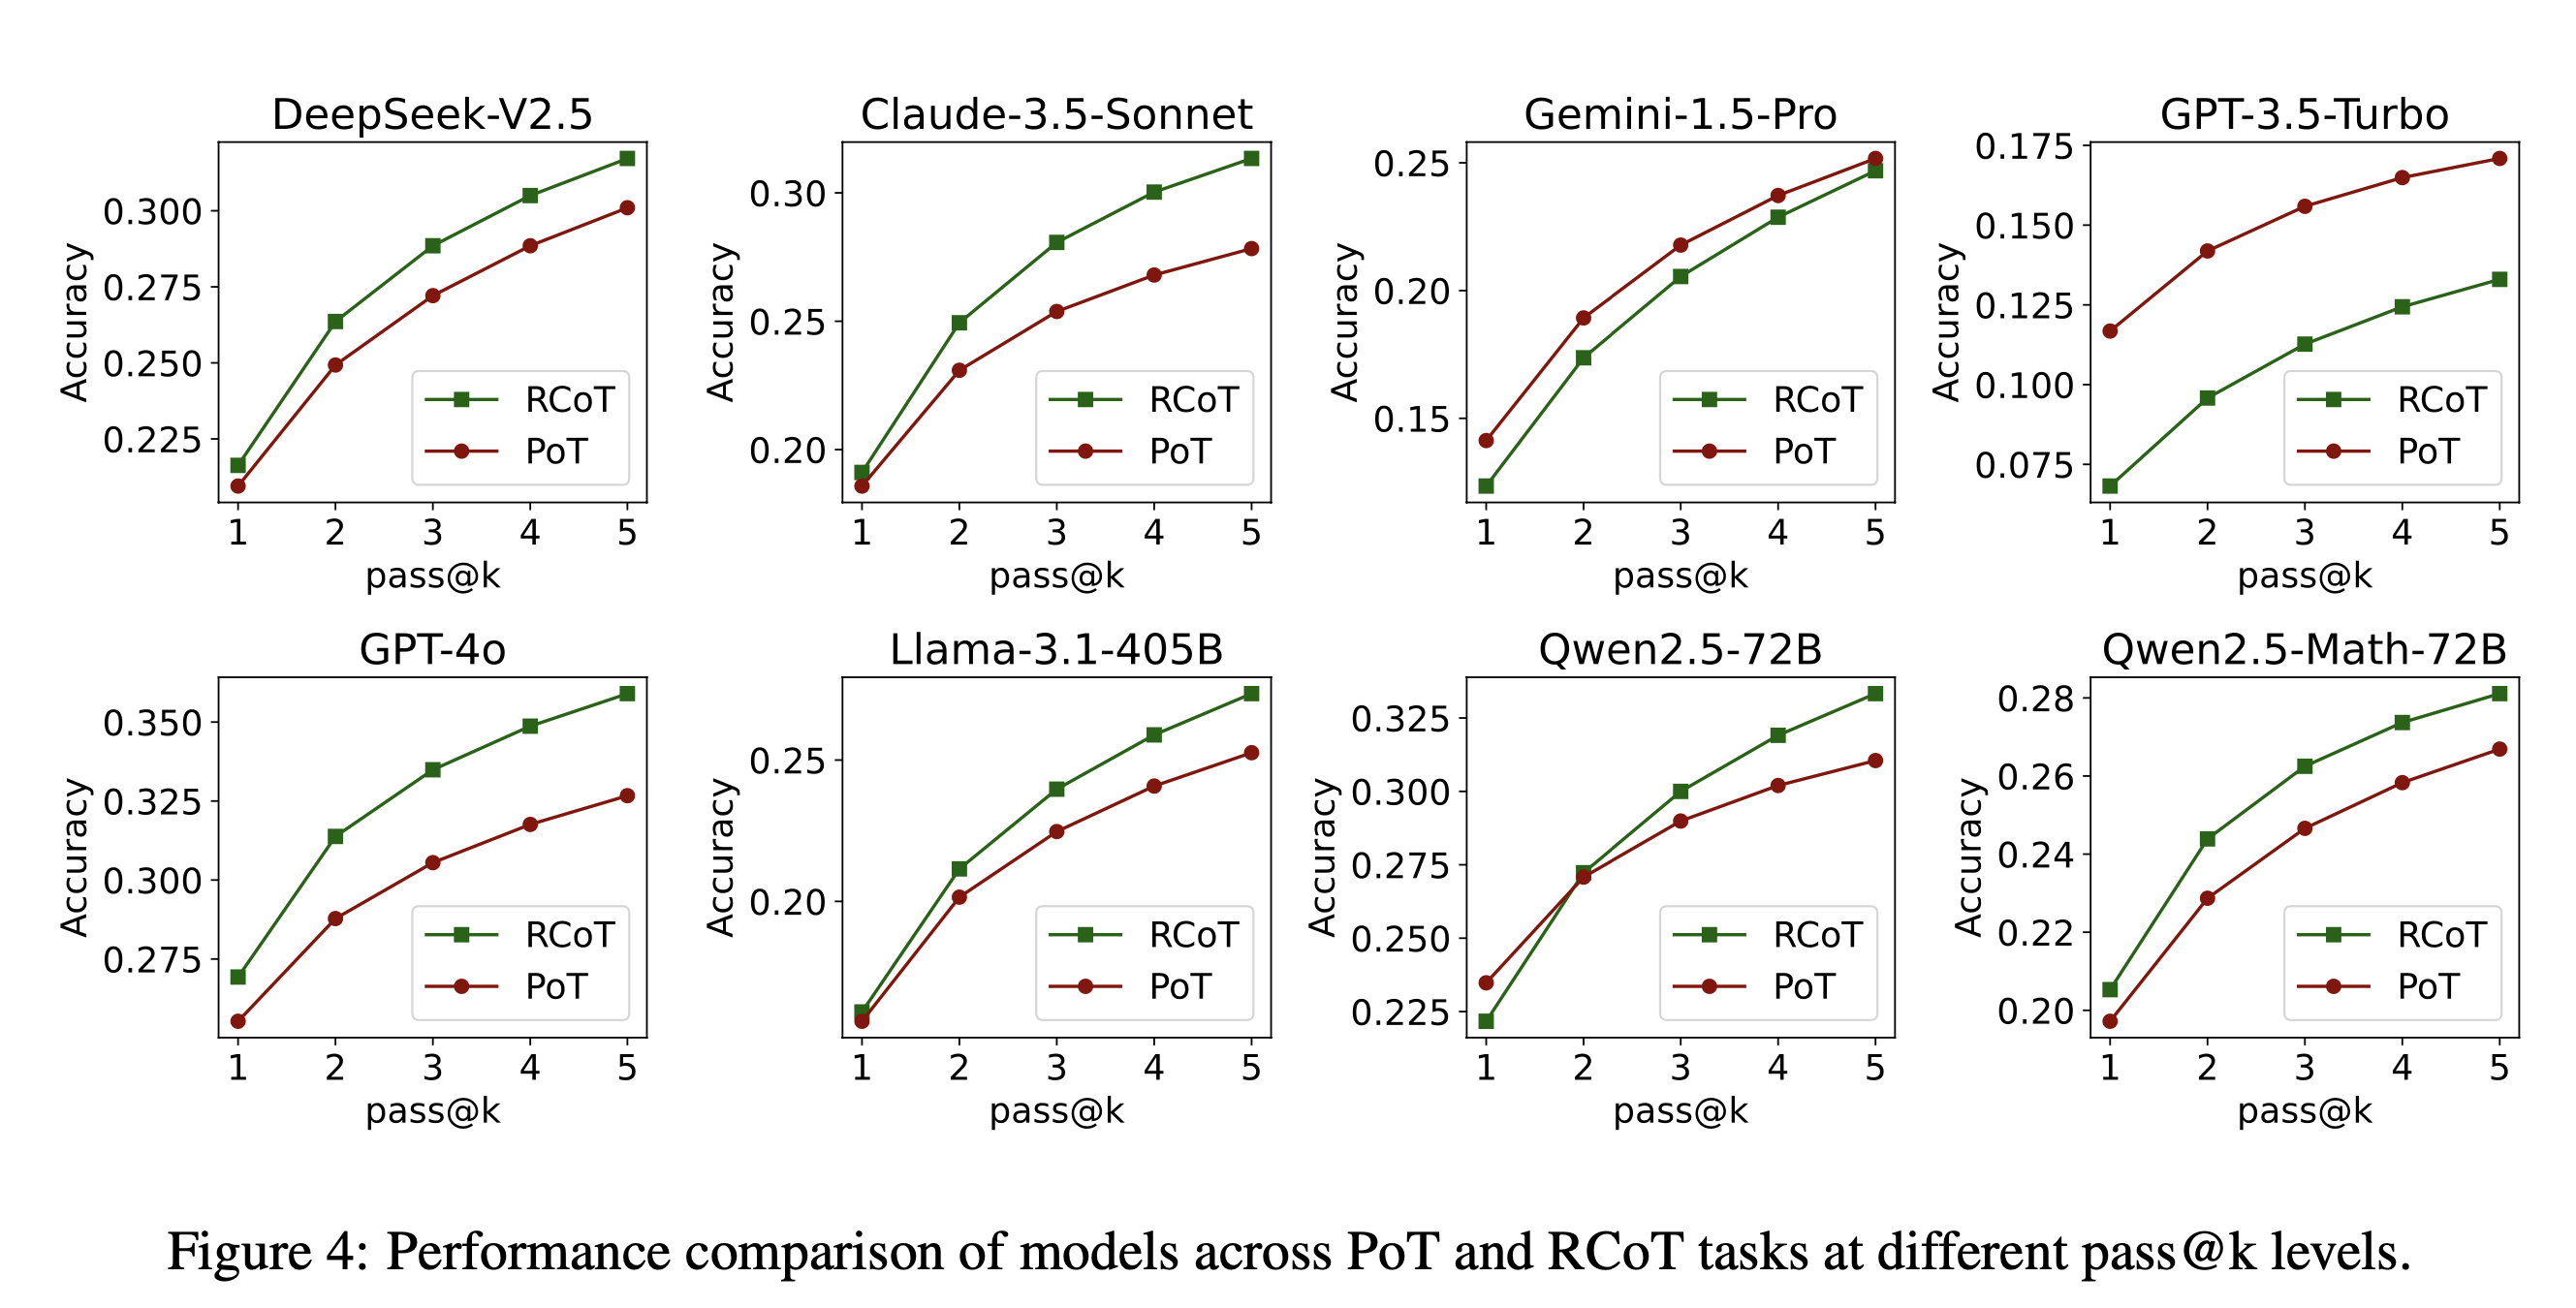 DeepSeek-V2.5
Accuracy
0.300
0.275
0.250
0.225
RCoT
PoT
1 2 3 4 5
pass@k
Claude-3.5-Sonnet
Accuracy
0.30
0.25
0.20
RCoT
PoT
1 2 3 4 5
pass@k
Gemini-1.5-Pro
Accuracy
0.25
0.20
0.15
RCoT
PoT
1 2 3 4 5
pass@k
GPT-3.5-Turbo
Accuracy
0.175
0.150
0.125
0.100
0.075
RCoT
PoT
1 2 3 4 5
pass@k
GPT-4o
Accuracy
0.350
0.325
0.300
0.275
RCoT
PoT
1 2 3 4 5
pass@k
Llama-3.1-405B
Accuracy
0.25
0.20
RCoT
PoT
1 2 3 4 5
pass@k
Qwen2.5-72B
Accuracy
0.325
0.300
0.275
0.250
0.225
RCoT
PoT
1 2 3 4 5
pass@k
Qwen2.5-Math-72B
Accuracy
0.28
0.26
0.24
0.22
0.20
RCoT
PoT
1 2 3 4 5
pass@k
Figure 4: Performance comparison of models across PoT and RCoT tasks at different pass@k levels.